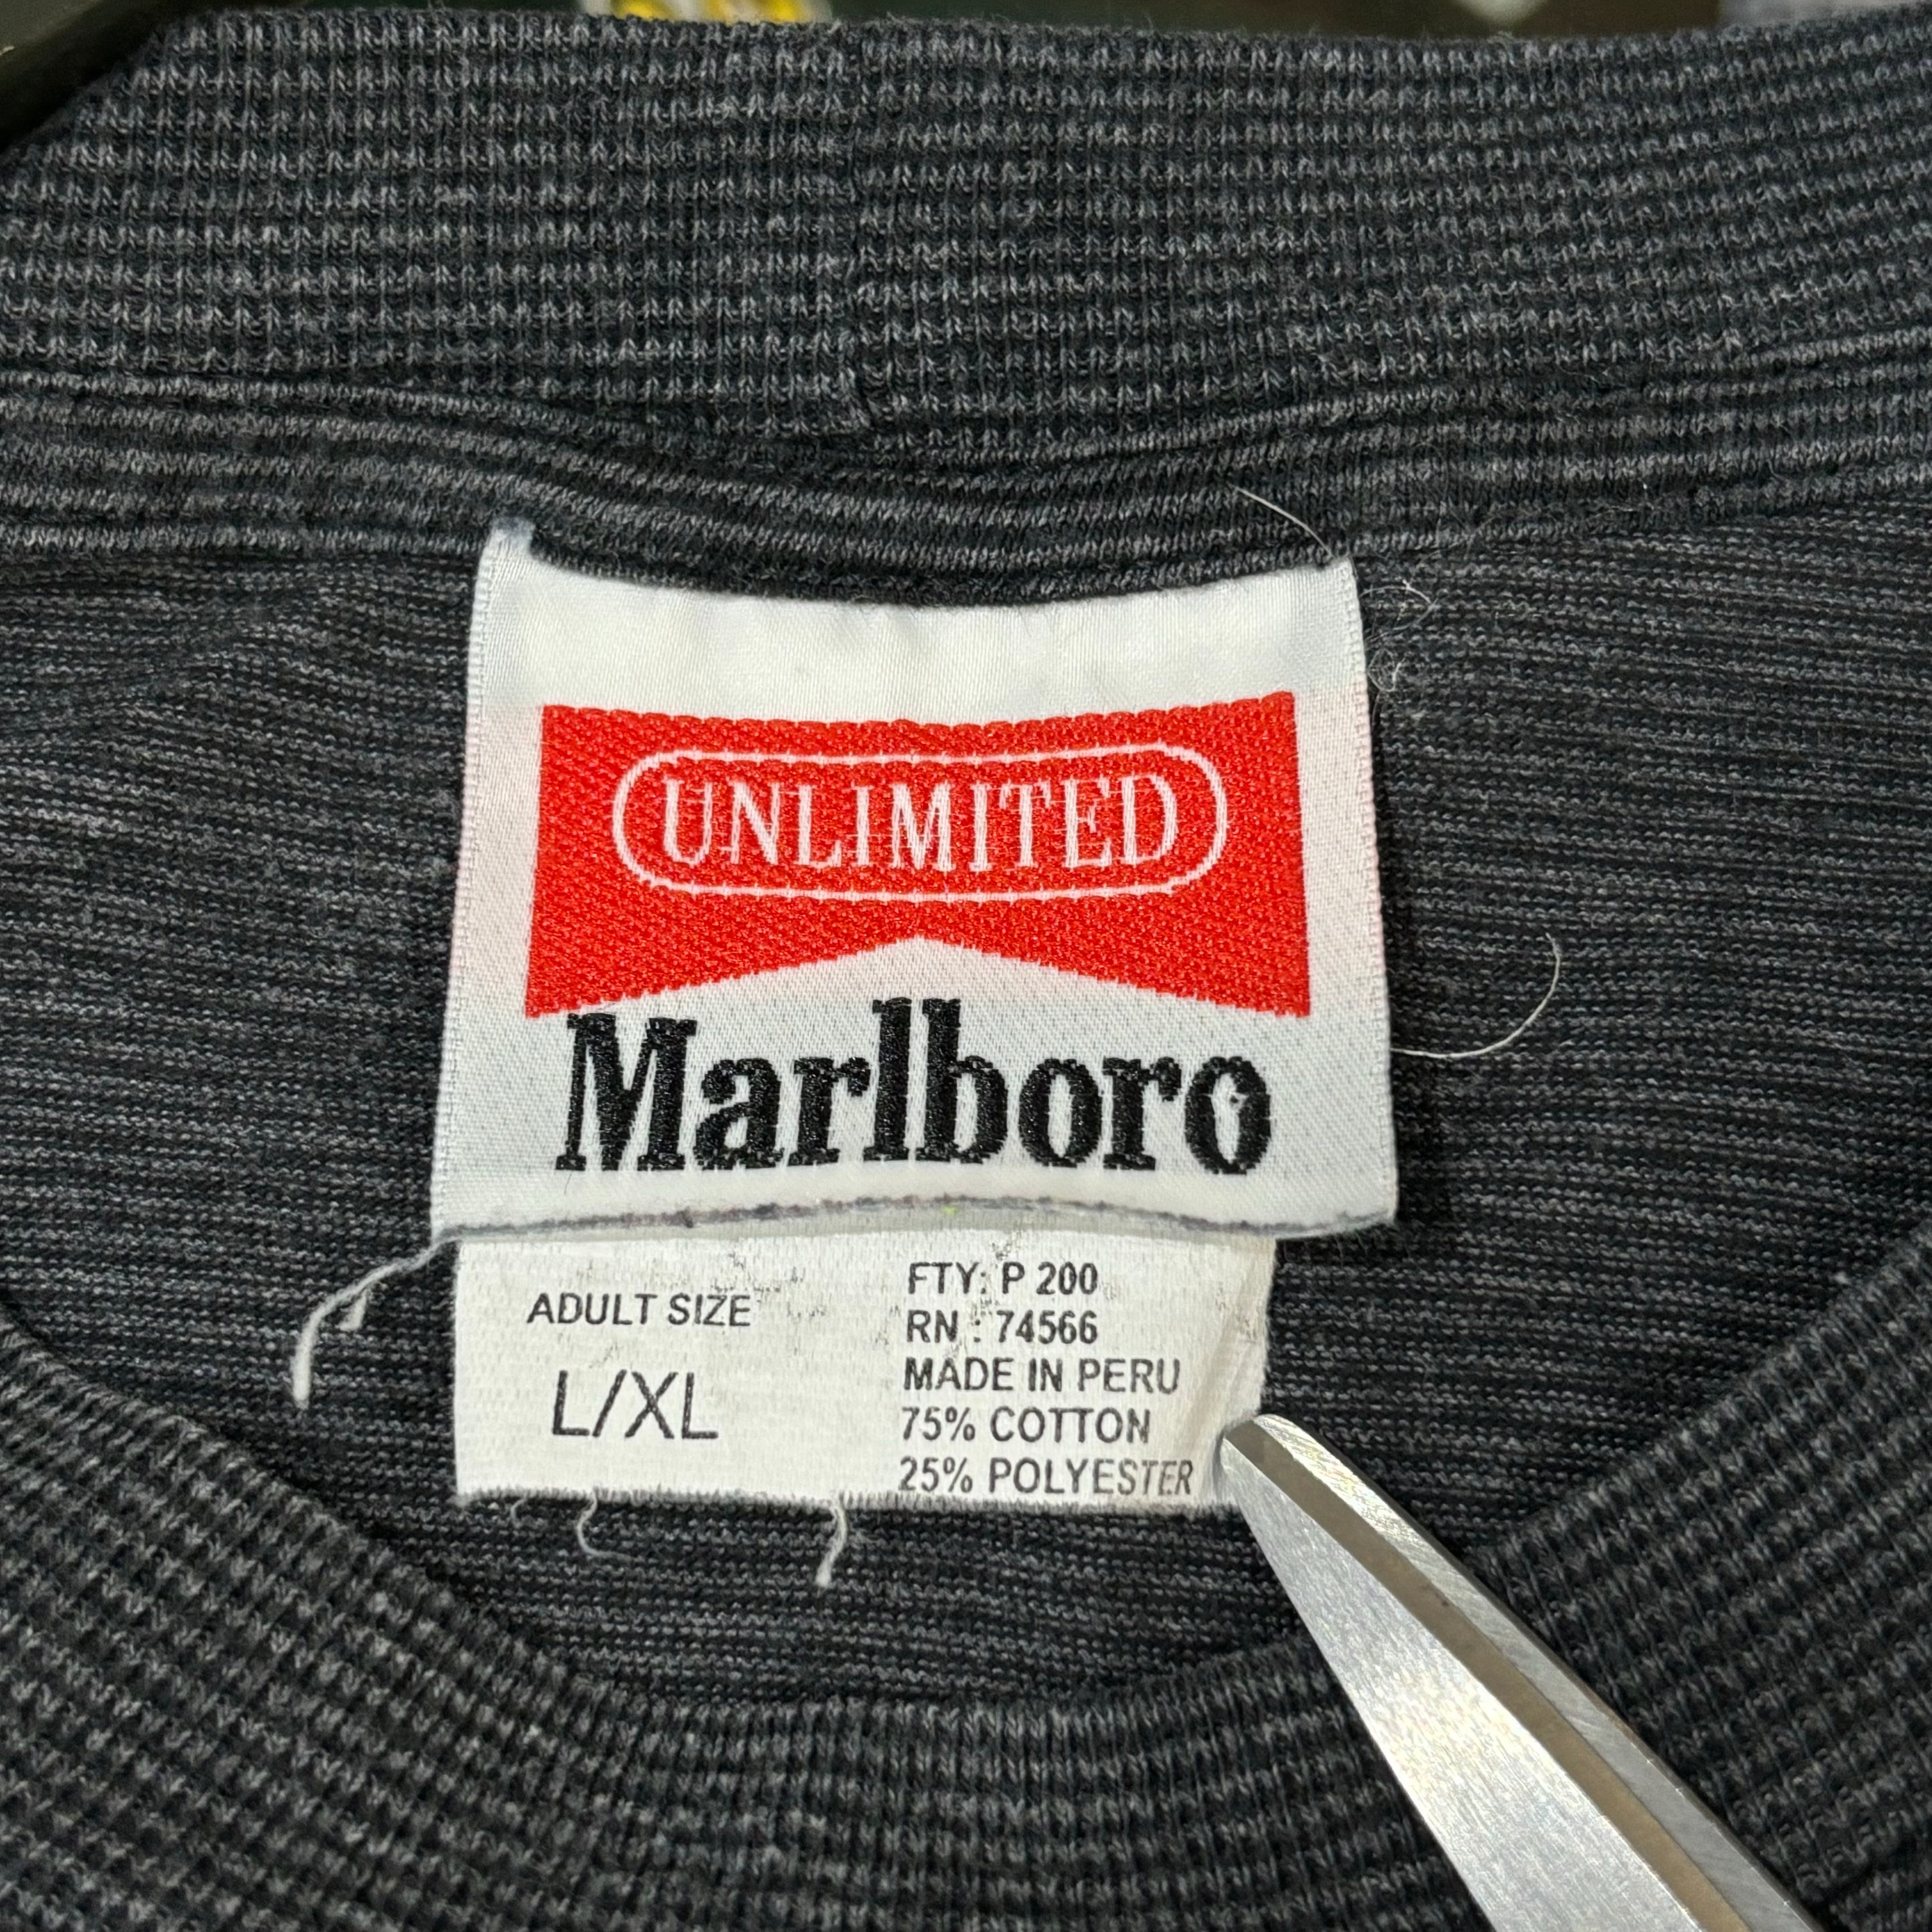 UNLIMITED
Marlboro
ADULT SIZE
L/XL
FTY: P 200
RN : 74566
MADE IN PERU
75% COTTON
25% POLYESTER